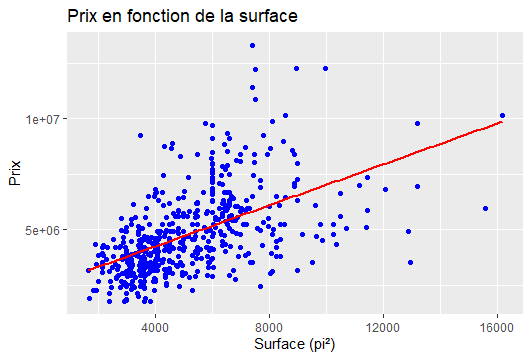 Prix en fonction de la surface
Prix
1e+07
5e+06
4000 8000 12000 16000
Surface (pi²)